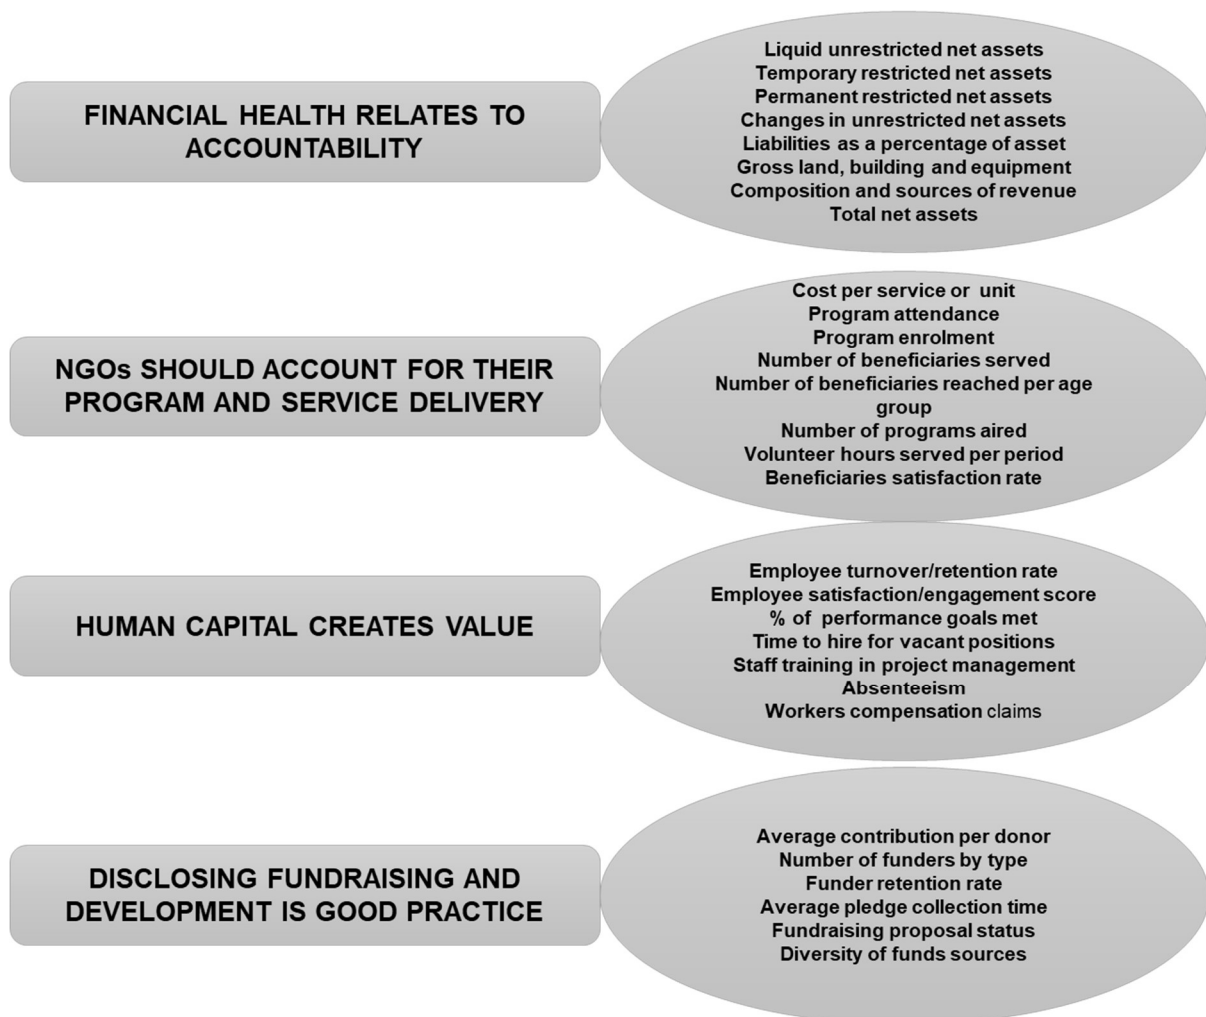 FINANCIAL HEALTH RELATES TO
ACCOUNTABILITY
Liquid unrestricted net assets
Temporary restricted net assets
Permanent restricted net assets
Changes in unrestricted net assets
Liabilities as a percentage of asset
Gross land, building and equipment
Composition and sources of revenue
Total net assets
NGOs SHOULD ACCOUNT FOR THEIR
PROGRAM AND SERVICE DELIVERY
Cost per service or unit
Program attendance
Program enrolment
Number of beneficiaries served
Number of beneficiaries reached per age
group
Number of programs aired
Volunteer hours served per period
Beneficiaries satisfaction rate
HUMAN CAPITAL CREATES VALUE
Employee turnover/retention rate
Employee satisfaction/engagement score
% of performance goals met
Time to hire for vacant positions
Staff training in project management
Absenteeism
Workers compensation claims
DISCLOSING FUNDRAISING AND
DEVELOPMENT IS GOOD PRACTICE
Average contribution per donor
Number of funders by type
Funder retention rate
Average pledge collection time
Fundraising proposal status
Diversity of funds sources